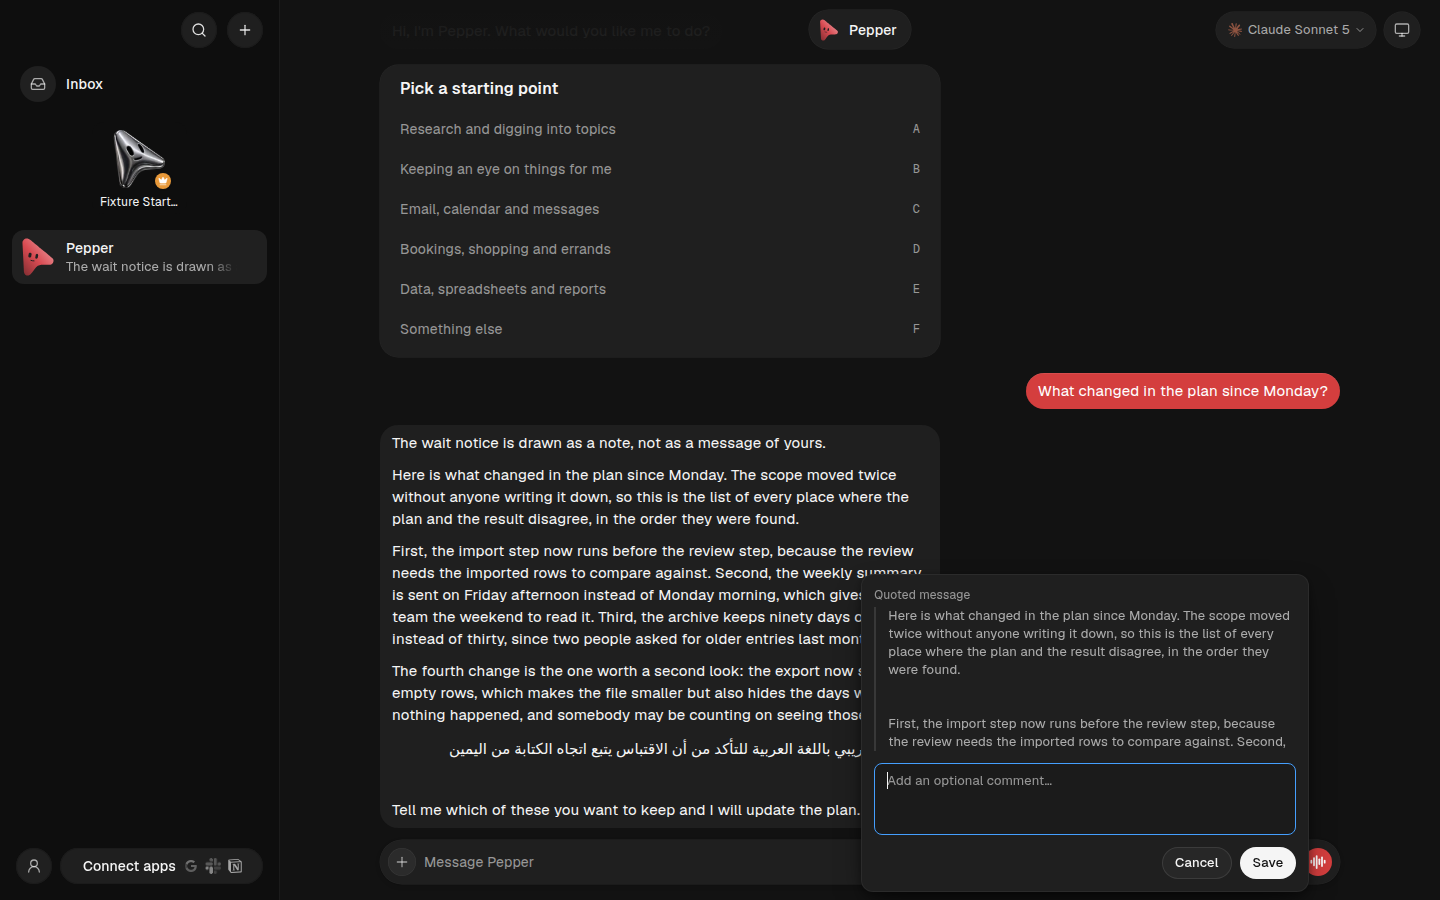 Hi, I'm Pepper. What would you like me to do?
Pepper
Claude Sonnet 5
Inbox
Fixture Start...
Pepper
The wait notice is drawn as
Connect apps
Pick a starting point
Research and digging into topics A
Keeping an eye on things for me B
Email, calendar and messages C
Bookings, shopping and errands D
Data, spreadsheets and reports E
Something else F
What changed in the plan since Monday?
The wait notice is drawn as a note, not as a message of yours.
Here is what changed in the plan since Monday. The scope moved twice
without anyone writing it down, so this is the list of every place where the
plan and the result disagree, in the order they were found.
First, the import step now runs before the review step, because the review
needs the imported rows to compare against. Second, the weekly summary
is sent on Friday afternoon instead of Monday morning, which gives
team the weekend to read it. Third, the archive keeps ninety days
instead of thirty, since two people asked for older entries last
The fourth change is the one worth a second look: the export now
empty rows, which makes the file smaller but also hides the days
nothing happened, and somebody may be counting on seeing
باللغة العربية للتأكد من أن الاقتباس يتبع اتجاه الكتابة من اليمين
Tell me which of these you want to keep and I will update the plan.
Message Pepper
Quoted message
Here is what changed in the plan since Monday. The scope moved
twice without anyone writing it down, so this is the list of every
place where the plan and the result disagree, in the order they
were found.
First, the import step now runs before the review step, because
the review needs the imported rows to compare against. Second,
Add an optional comment...
Cancel
Save